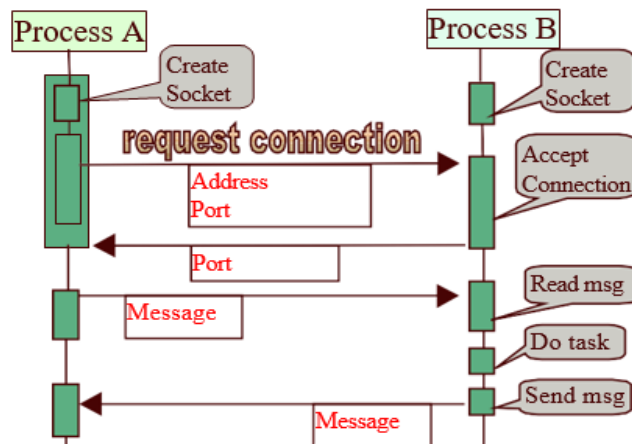 Process A
Process B
Create
Socket
Create
Socket
request connection
Address
Port
Accept
Connection
Port
Message
Read msg
Do task
Send msg
Message